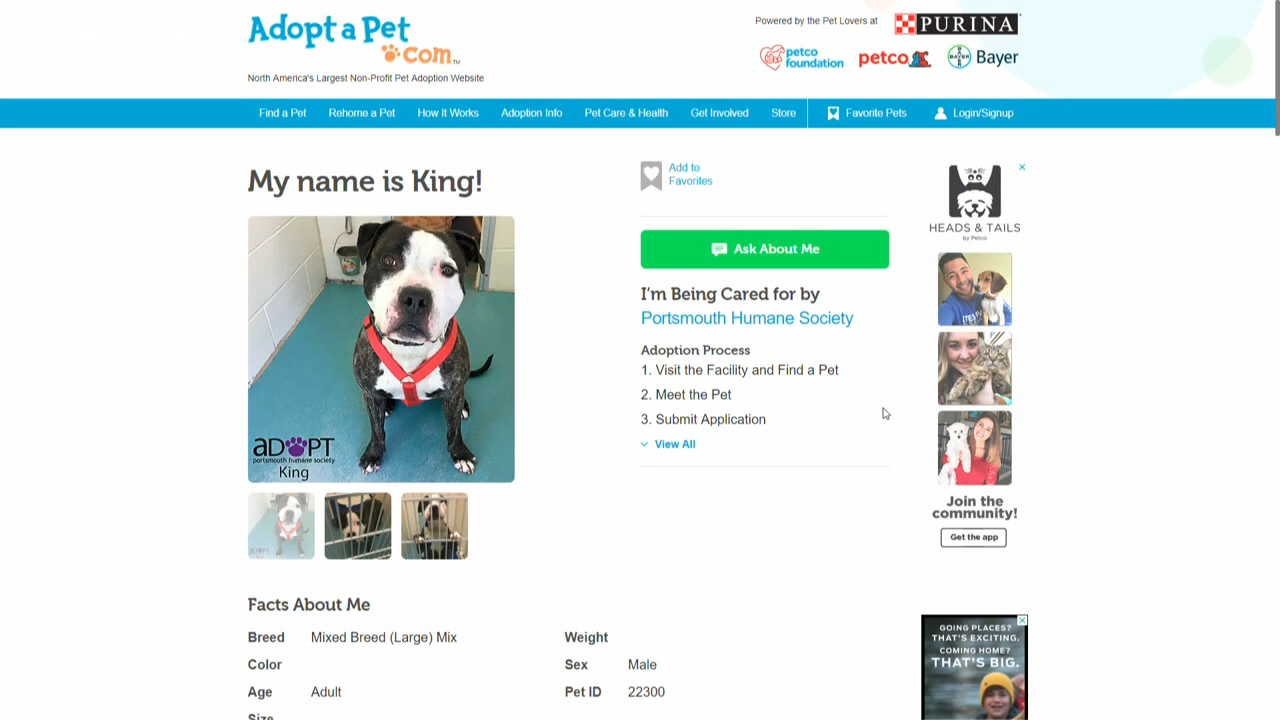 Adopt a Pet
.com™
North America's Largest Non-Profit Pet Adoption Website
Powered by the Pet Lovers at
PURINA
petco
foundation
petco
BAYER
Bayer
Find a Pet
Rehome a Pet
How It Works
Adoption Info
Pet Care & Health
Get Involved
Store
Favorite Pets
Login/Signup
My name is King!
ADOPT
portsmouth humane society
King
Add to
Favorites
Ask About Me
I'm Being Cared for by
Portsmouth Humane Society
Adoption Process
1. Visit the Facility and Find a Pet
2. Meet the Pet
3. Submit Application
View All
HEADS & TAILS
by Petco
Join the
community!
Get the app
Facts About Me
Breed Mixed Breed (Large) Mix
Color
Age Adult
Size
Weight
Sex Male
Pet ID 22300
GOING PLACES?
THAT'S EXCITING.
COMING HOME?
THAT'S BIG.